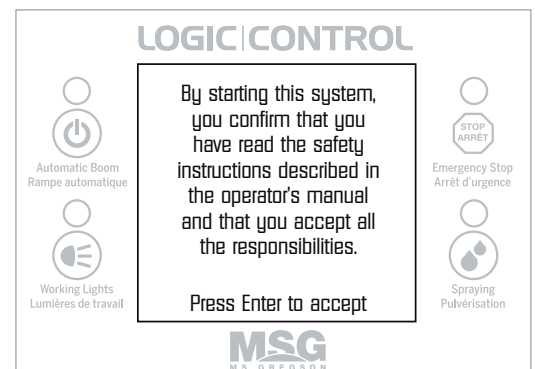 LOGIC|CONTROL
By starting this system,
you confirm that you
have read the safety
instructions described in
the operator's manual
and that you accept all
the responsibilities.
Press Enter to accept
Automatic Boom
Rampe automatique
Working Lights
Lumières de travail
STOP
ARRÊT
Emergency Stop
Arrêt d'urgence
Spraying
Pulvérisation
MSG
MS GREGSON